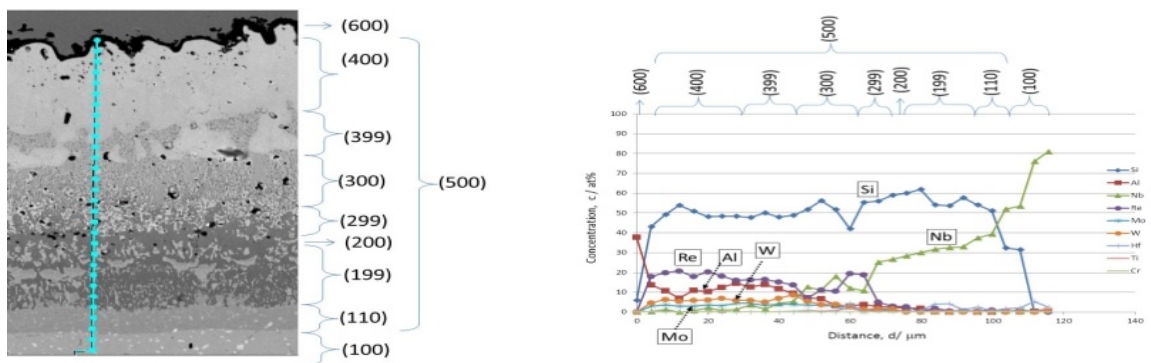 (600)
(400)
(399)
(300)
(299)
(200)
(199)
(110)
(100)
(500)
(500)
(600)
(400)
(399)
(300)
(299)
(200)
(199)
(110)
(100)
Concentration, c / at%
100
90
80
70
60
50
40
30
20
10
0
Si
Nb
Re
Al
W
Mo
Si
Al
Nb
Re
Mo
W
Hf
Ti
Cr
0 20 40 60 80 100 120 140
Distance, d/ μm